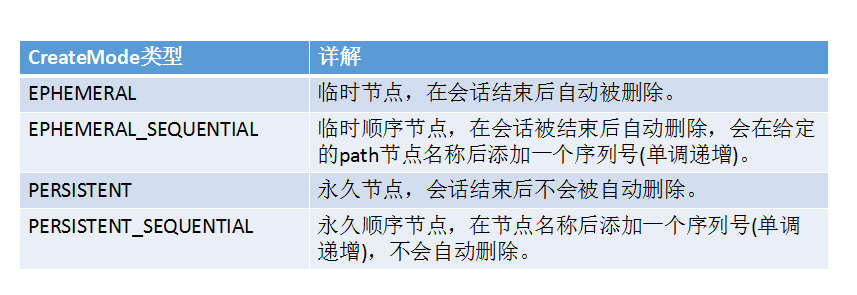 CreateMode类型 详解
EPHEMERAL 临时节点，在会话结束后自动被删除。
EPHEMERAL_SEQUENTIAL 临时顺序节点，在会话被结束后自动删除，会在给定
的path节点名称后添加一个序列号(单调递增)。
PERSISTENT 永久节点，会话结束后不会被自动删除。
PERSISTENT_SEQUENTIAL 永久顺序节点，在节点名称后添加一个序列号(单调
递增)，不会自动删除。